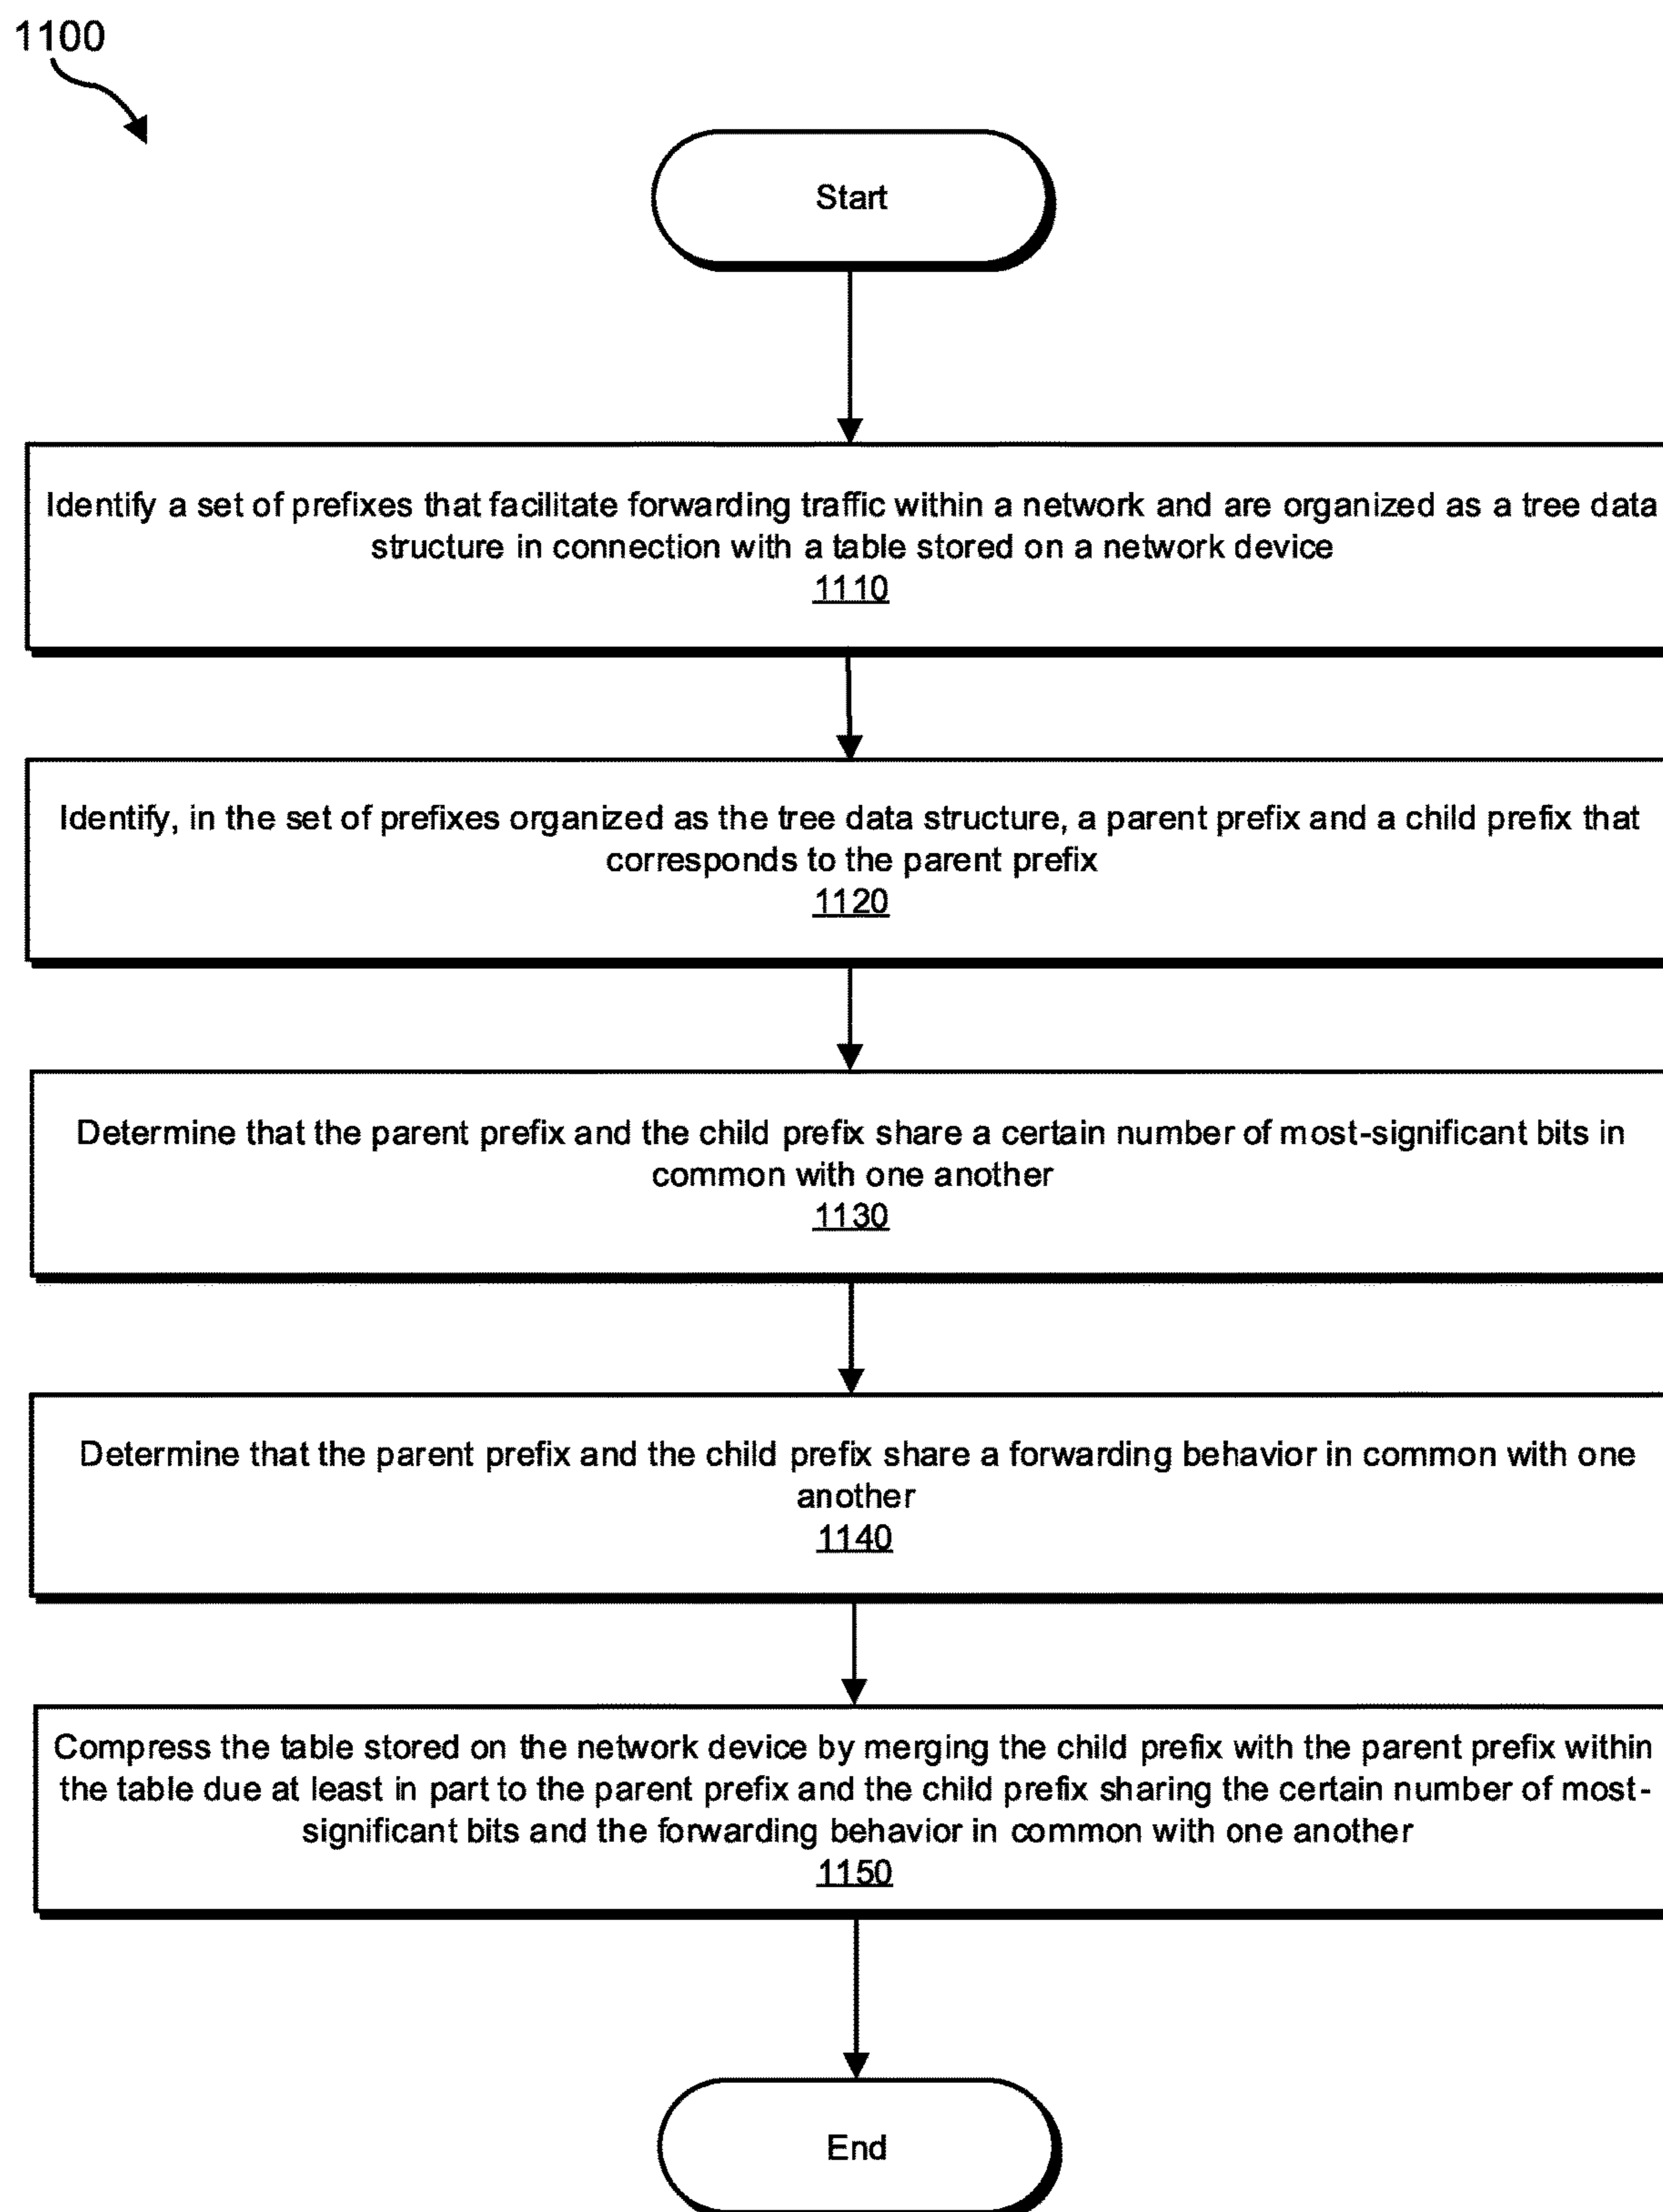 1100
Start
Identify a set of prefixes that facilitate forwarding traffic within a network and are organized as a tree data
structure in connection with a table stored on a network device
1110
Identify, in the set of prefixes organized as the tree data structure, a parent prefix and a child prefix that
corresponds to the parent prefix
1120
Determine that the parent prefix and the child prefix share a certain number of most-significant bits in
common with one another
1130
Determine that the parent prefix and the child prefix share a forwarding behavior in common with one
another
1140
Compress the table stored on the network device by merging the child prefix with the parent prefix within
the table due at least in part to the parent prefix and the child prefix sharing the certain number of most-
significant bits and the forwarding behavior in common with one another
1150
End